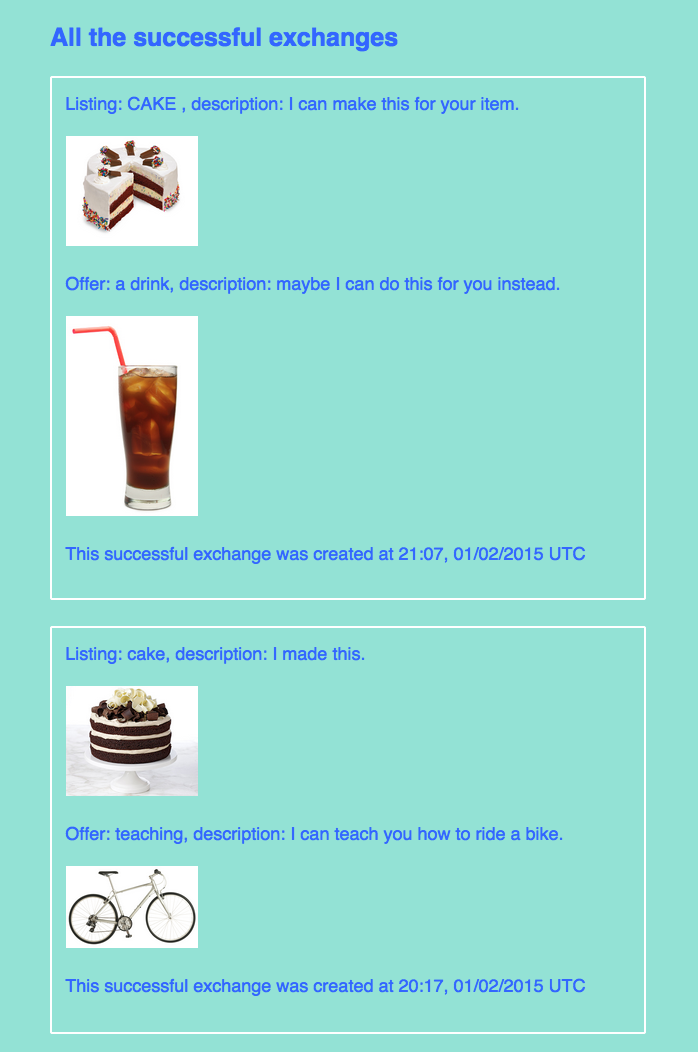 All the successful exchanges
Listing: CAKE , description: I can make this for your item.
Offer: a drink, description: maybe I can do this for you instead.
This successful exchange was created at 21:07, 01/02/2015 UTC
Listing: cake, description: I made this.
Offer: teaching, description: I can teach you how to ride a bike.
This successful exchange was created at 20:17, 01/02/2015 UTC